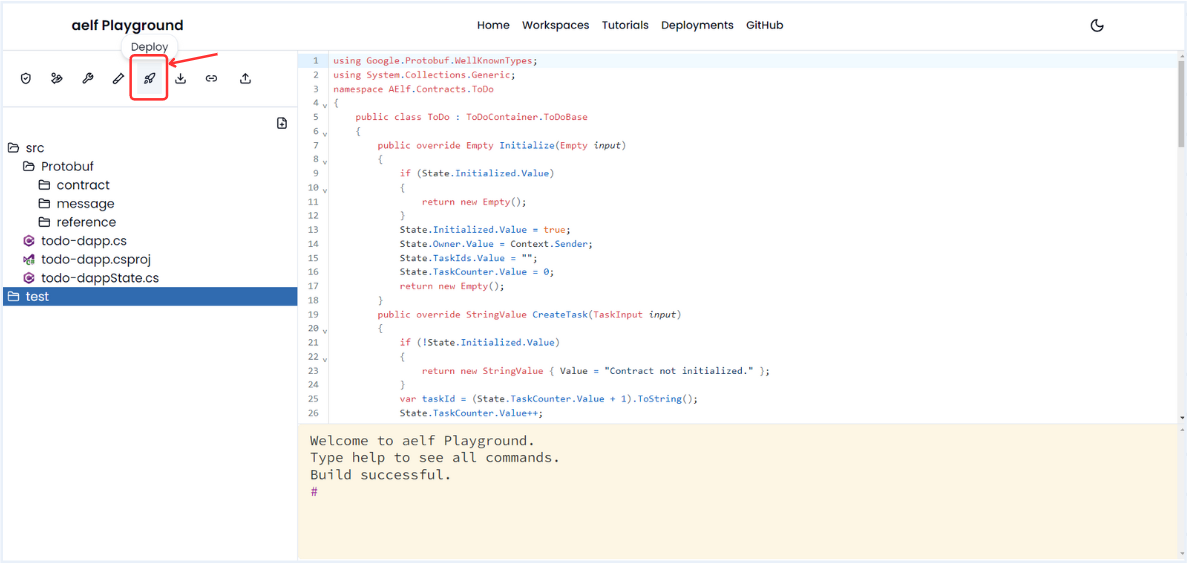 aelf Playground
Home Workspaces Tutorials Deployments GitHub
Deploy
src
Protobuf
contract
message
reference
todo-dapp.cs
todo-dapp.csproj
todo-dappState.cs
test
1 using Google.Protobuf.WellKnownTypes;
2 using System.Collections.Generic;
3 namespace AElf.Contracts.ToDo
4 {
5 public class ToDo : ToDoContainer.ToDoBase
6 {
7 public override Empty Initialize(Empty input)
8 {
9 if (State.Initialized.Value)
10 {
11 return new Empty();
12 }
13 State.Initialized.Value = true;
14 State.Owner.Value = Context.Sender;
15 State.TaskIds.Value = "";
16 State.TaskCounter.Value = 0;
17 return new Empty();
18 }
19 public override StringValue CreateTask(TaskInput input)
20 {
21 if (!State.Initialized.Value)
22 {
23 return new StringValue { Value = "Contract not initialized." };
24 }
25 var taskId = (State.TaskCounter.Value + 1).ToString();
26 State.TaskCounter.Value++;
Welcome to aelf Playground.
Type help to see all commands.
Build successful.
#